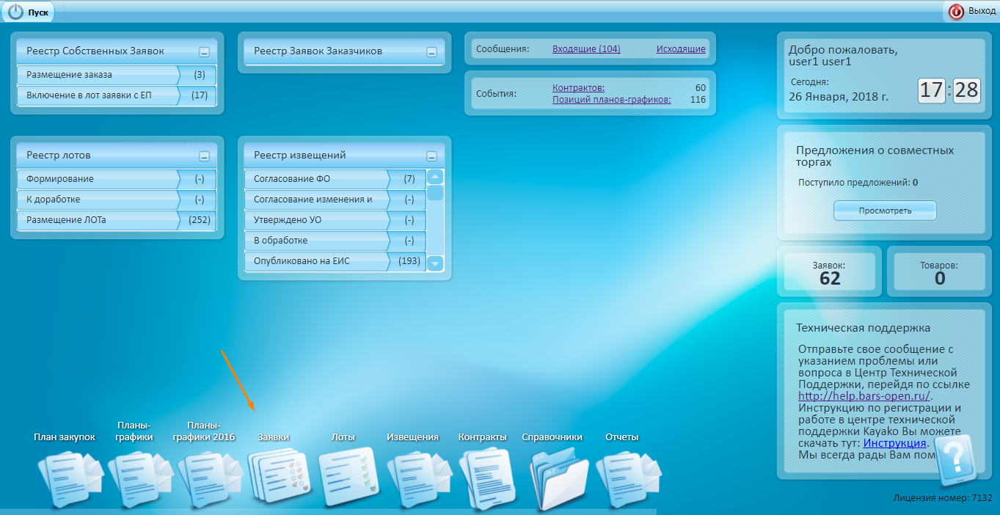 Пуск
Выход
Реестр Собственных Заявок
Размещение заказа (3)
Включение в лот заявки с ЕП (17)
Реестр Заявок Заказчиков
Сообщения: Входящие (104) Исходящие
События: Контрактов: 60
Позиций планов-графиков: 116
Добро пожаловать,
user1 user1
Сегодня:
26 Января, 2018 г.
17:28
Реестр лотов
Формирование (-)
К доработке (-)
Размещение ЛОТа (252)
Реестр извещений
Согласование ФО (7)
Согласование изменения и (-)
Утверждено УО (-)
В обработке (-)
Опубликовано на ЕИС (193)
Предложения о совместных
торгах
Поступило предложений: 0
Просмотреть
Заявок:
62
Товаров:
0
Техническая поддержка
Отправьте свое сообщение с
указанием проблемы или
вопроса в Центр Технической
Поддержки, перейдя по ссылке
http://help.bars-open.ru/.
Инструкцию по регистрации и
работе в центре технической
поддержки Kayako Вы можете
скачать тут: Инструкция.
Мы всегда рады Вам пом
План закупок
Планы-
графики
Планы-
графики 2016
Заявки
Лоты
Извещения
Контракты
Справочники
Отчеты
Лицензия номер: 7132